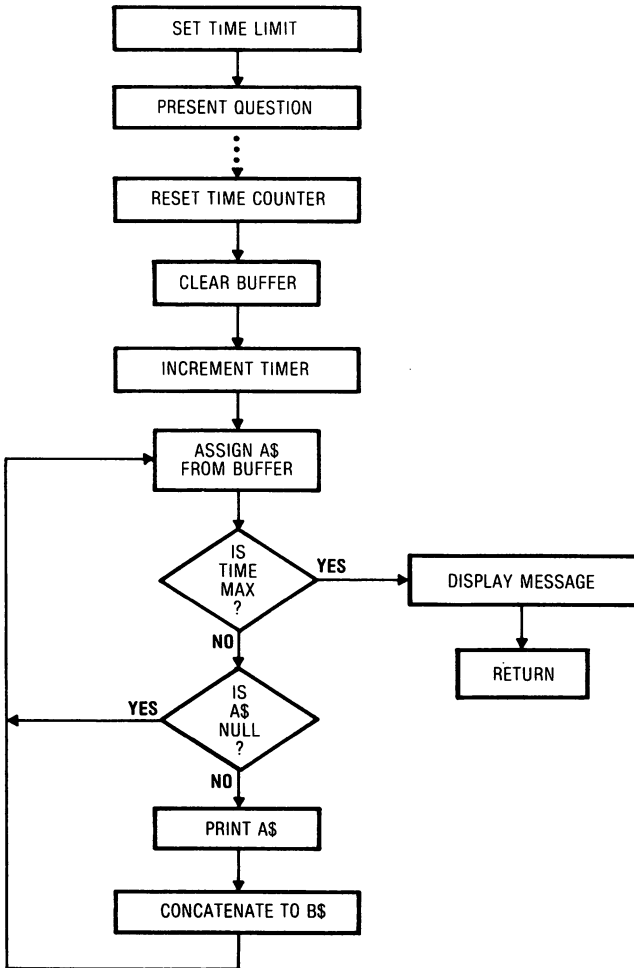 SET TIME LIMIT
PRESENT QUESTION
RESET TIME COUNTER
CLEAR BUFFER
INCREMENT TIMER
ASSIGN A$
FROM BUFFER
IS
TIME
MAX
?
YES
DISPLAY MESSAGE
RETURN
NO
IS
A$
NULL
?
YES
NO
PRINT A$
CONCATENATE TO B$